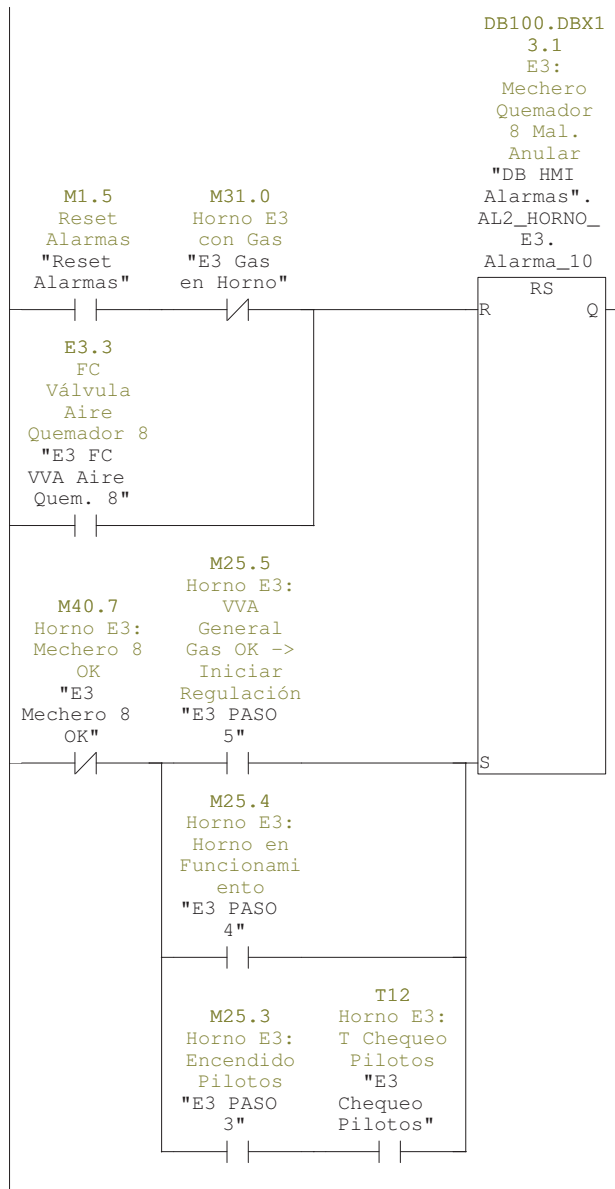 DB100.DBX1
3.1
E3:
Mechero
Quemador
8 Mal.
Anular
"DB HMI
Alarmas".
AL2_HORNO_
E3.
Alarma_10
M1.5
Reset
Alarmas
"Reset
Alarmas"
M31.0
Horno E3
con Gas
"E3 Gas
en Horno"
RS
R
Q
E3.3
FC
Válvula
Aire
Quemador 8
"E3 FC
VVA Aire
Quem. 8"
M40.7
Horno E3:
Mechero 8
OK
"E3
Mechero 8
OK"
M25.5
Horno E3:
VVA
General
Gas OK ->
Iniciar
Regulación
"E3 PASO
5"
S
M25.4
Horno E3:
Horno en
Funcionami
ento
"E3 PASO
4"
M25.3
Horno E3:
Encendido
Pilotos
"E3 PASO
3"
T12
Horno E3:
T Chequeo
Pilotos
"E3
Chequeo
Pilotos"